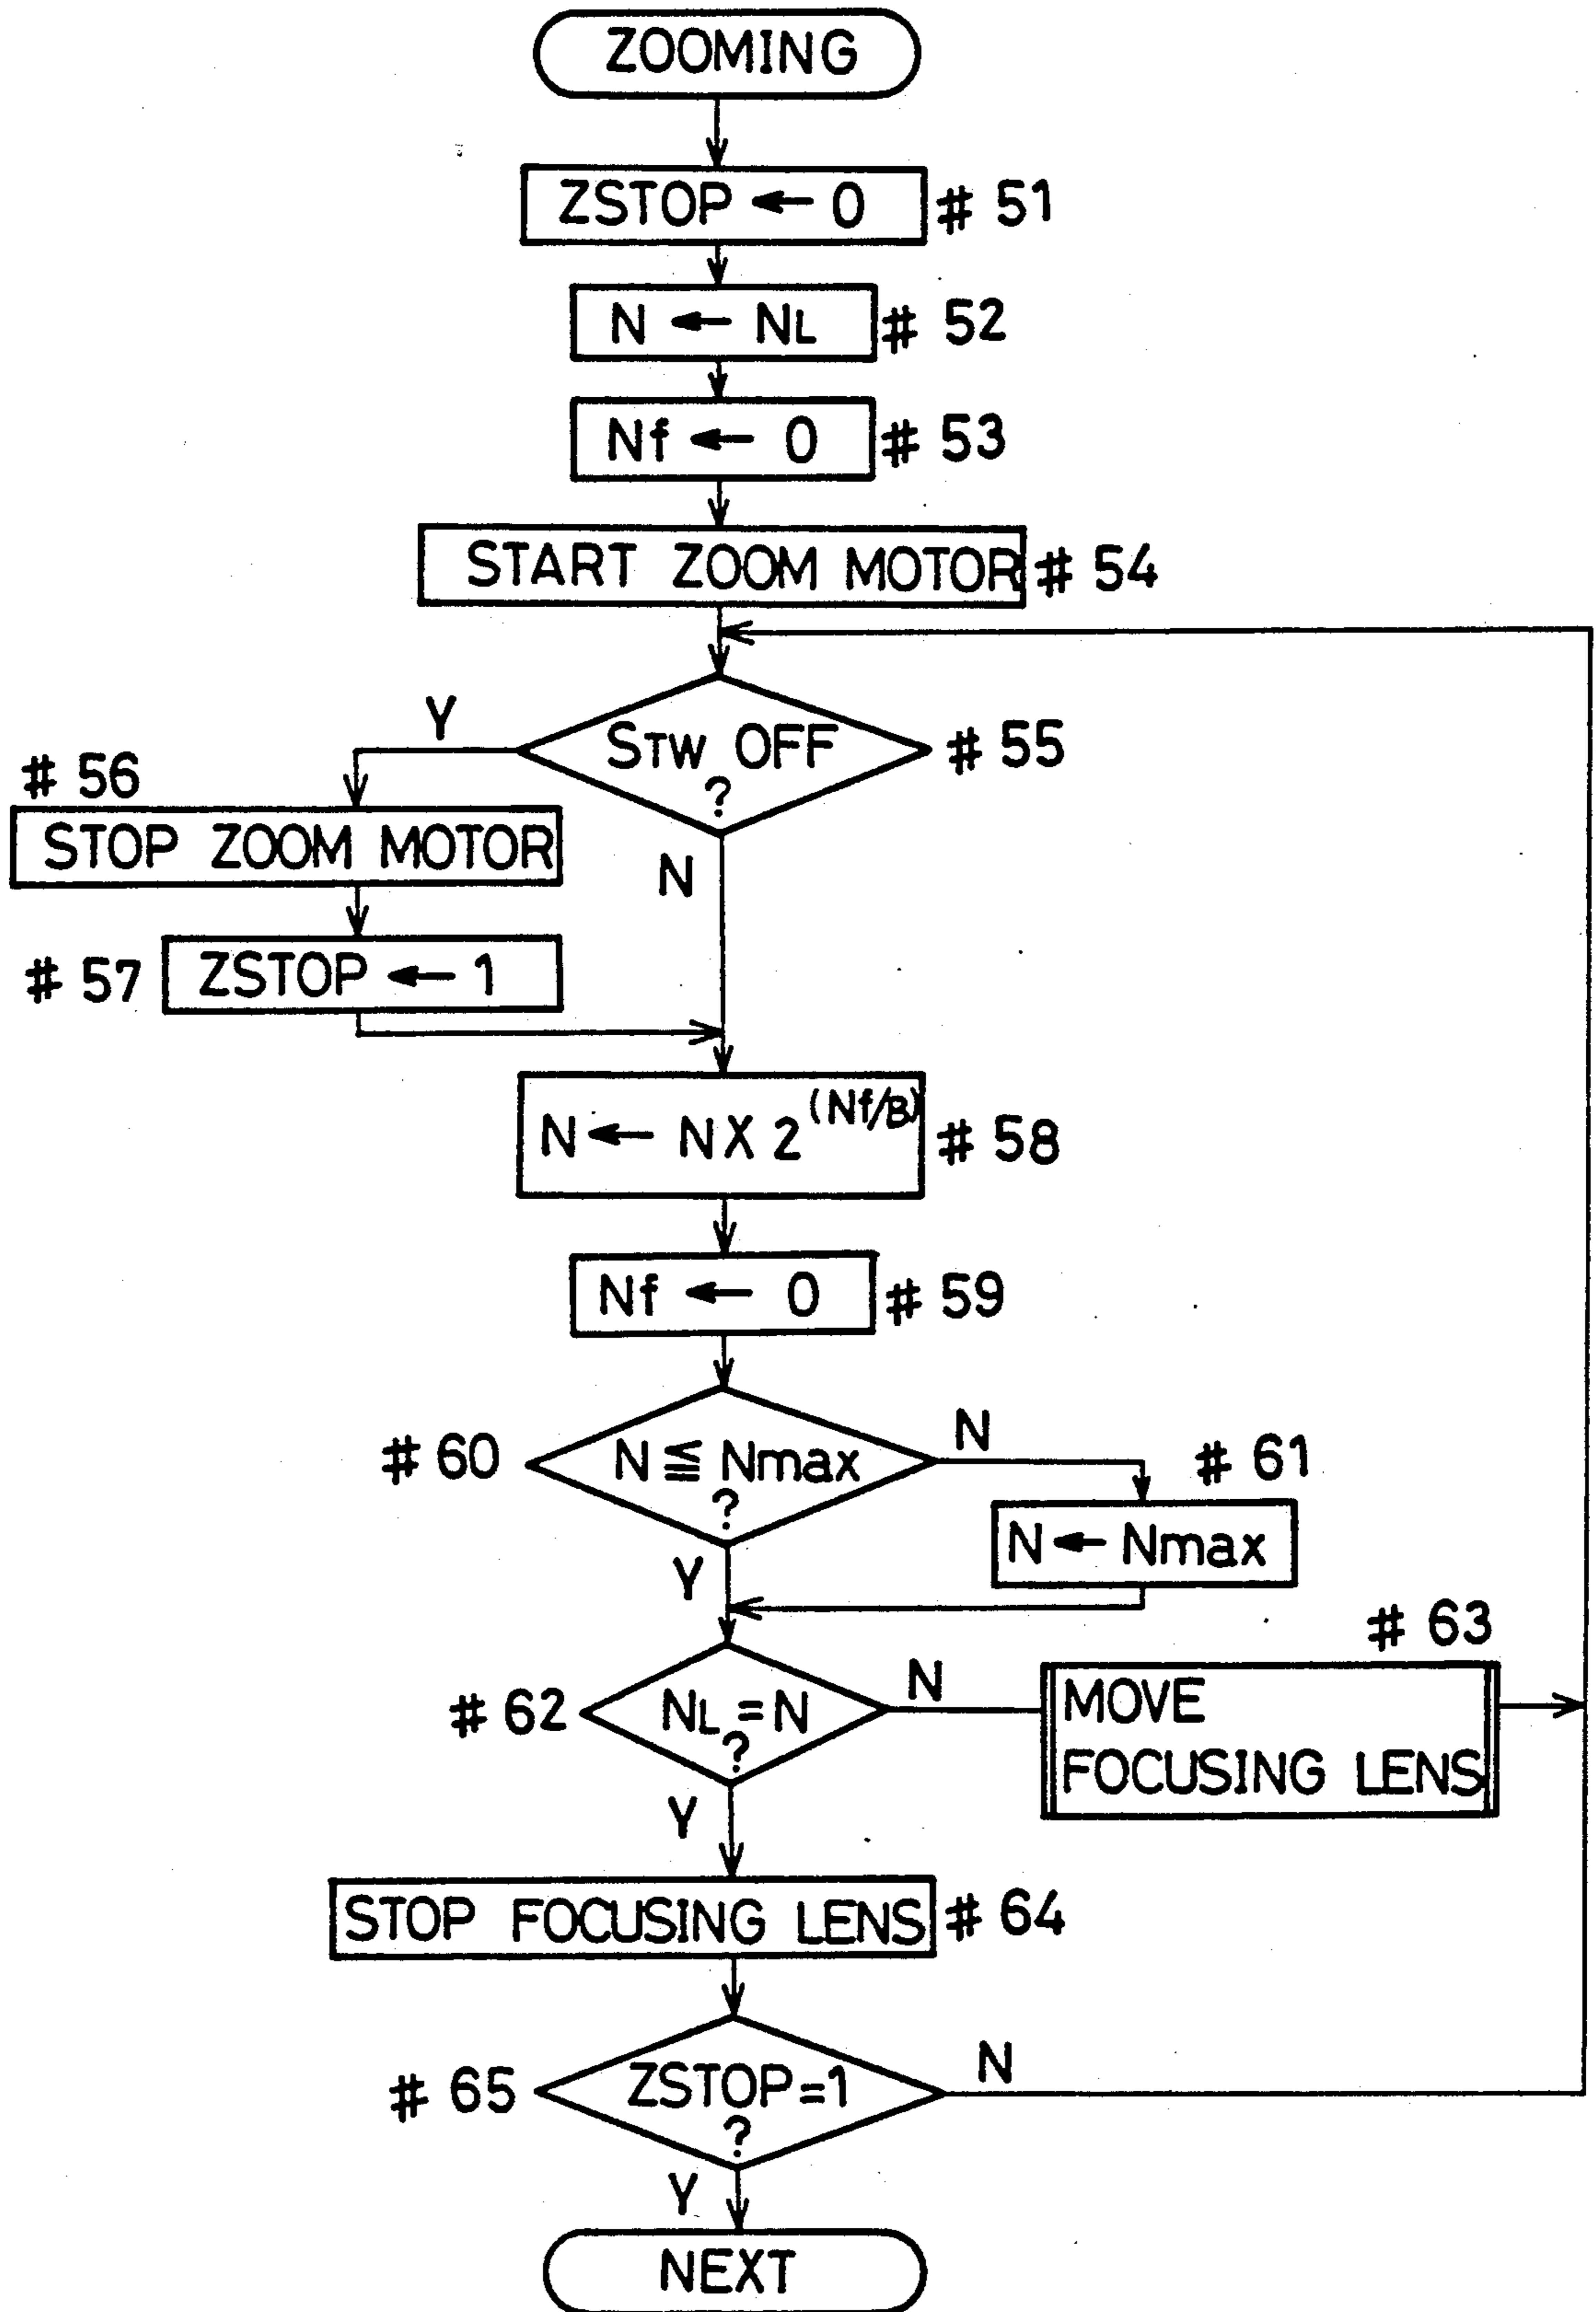 ZOOMING
ZSTOP ← 0 # 51
N ← NL # 52
Nf ← 0 # 53
START ZOOM MOTOR # 54
Y
STW OFF
?
# 55
# 56
STOP ZOOM MOTOR
N
# 57 ZSTOP ← 1
N ← N X 2^(Nf/B) # 58
Nf ← 0 # 59
# 60
N ≦ Nmax
?
N
Y
# 61
N ← Nmax
# 62
NL = N
?
N
Y
# 63
MOVE
FOCUSING LENS
STOP FOCUSING LENS # 64
# 65
ZSTOP=1
?
N
Y
NEXT